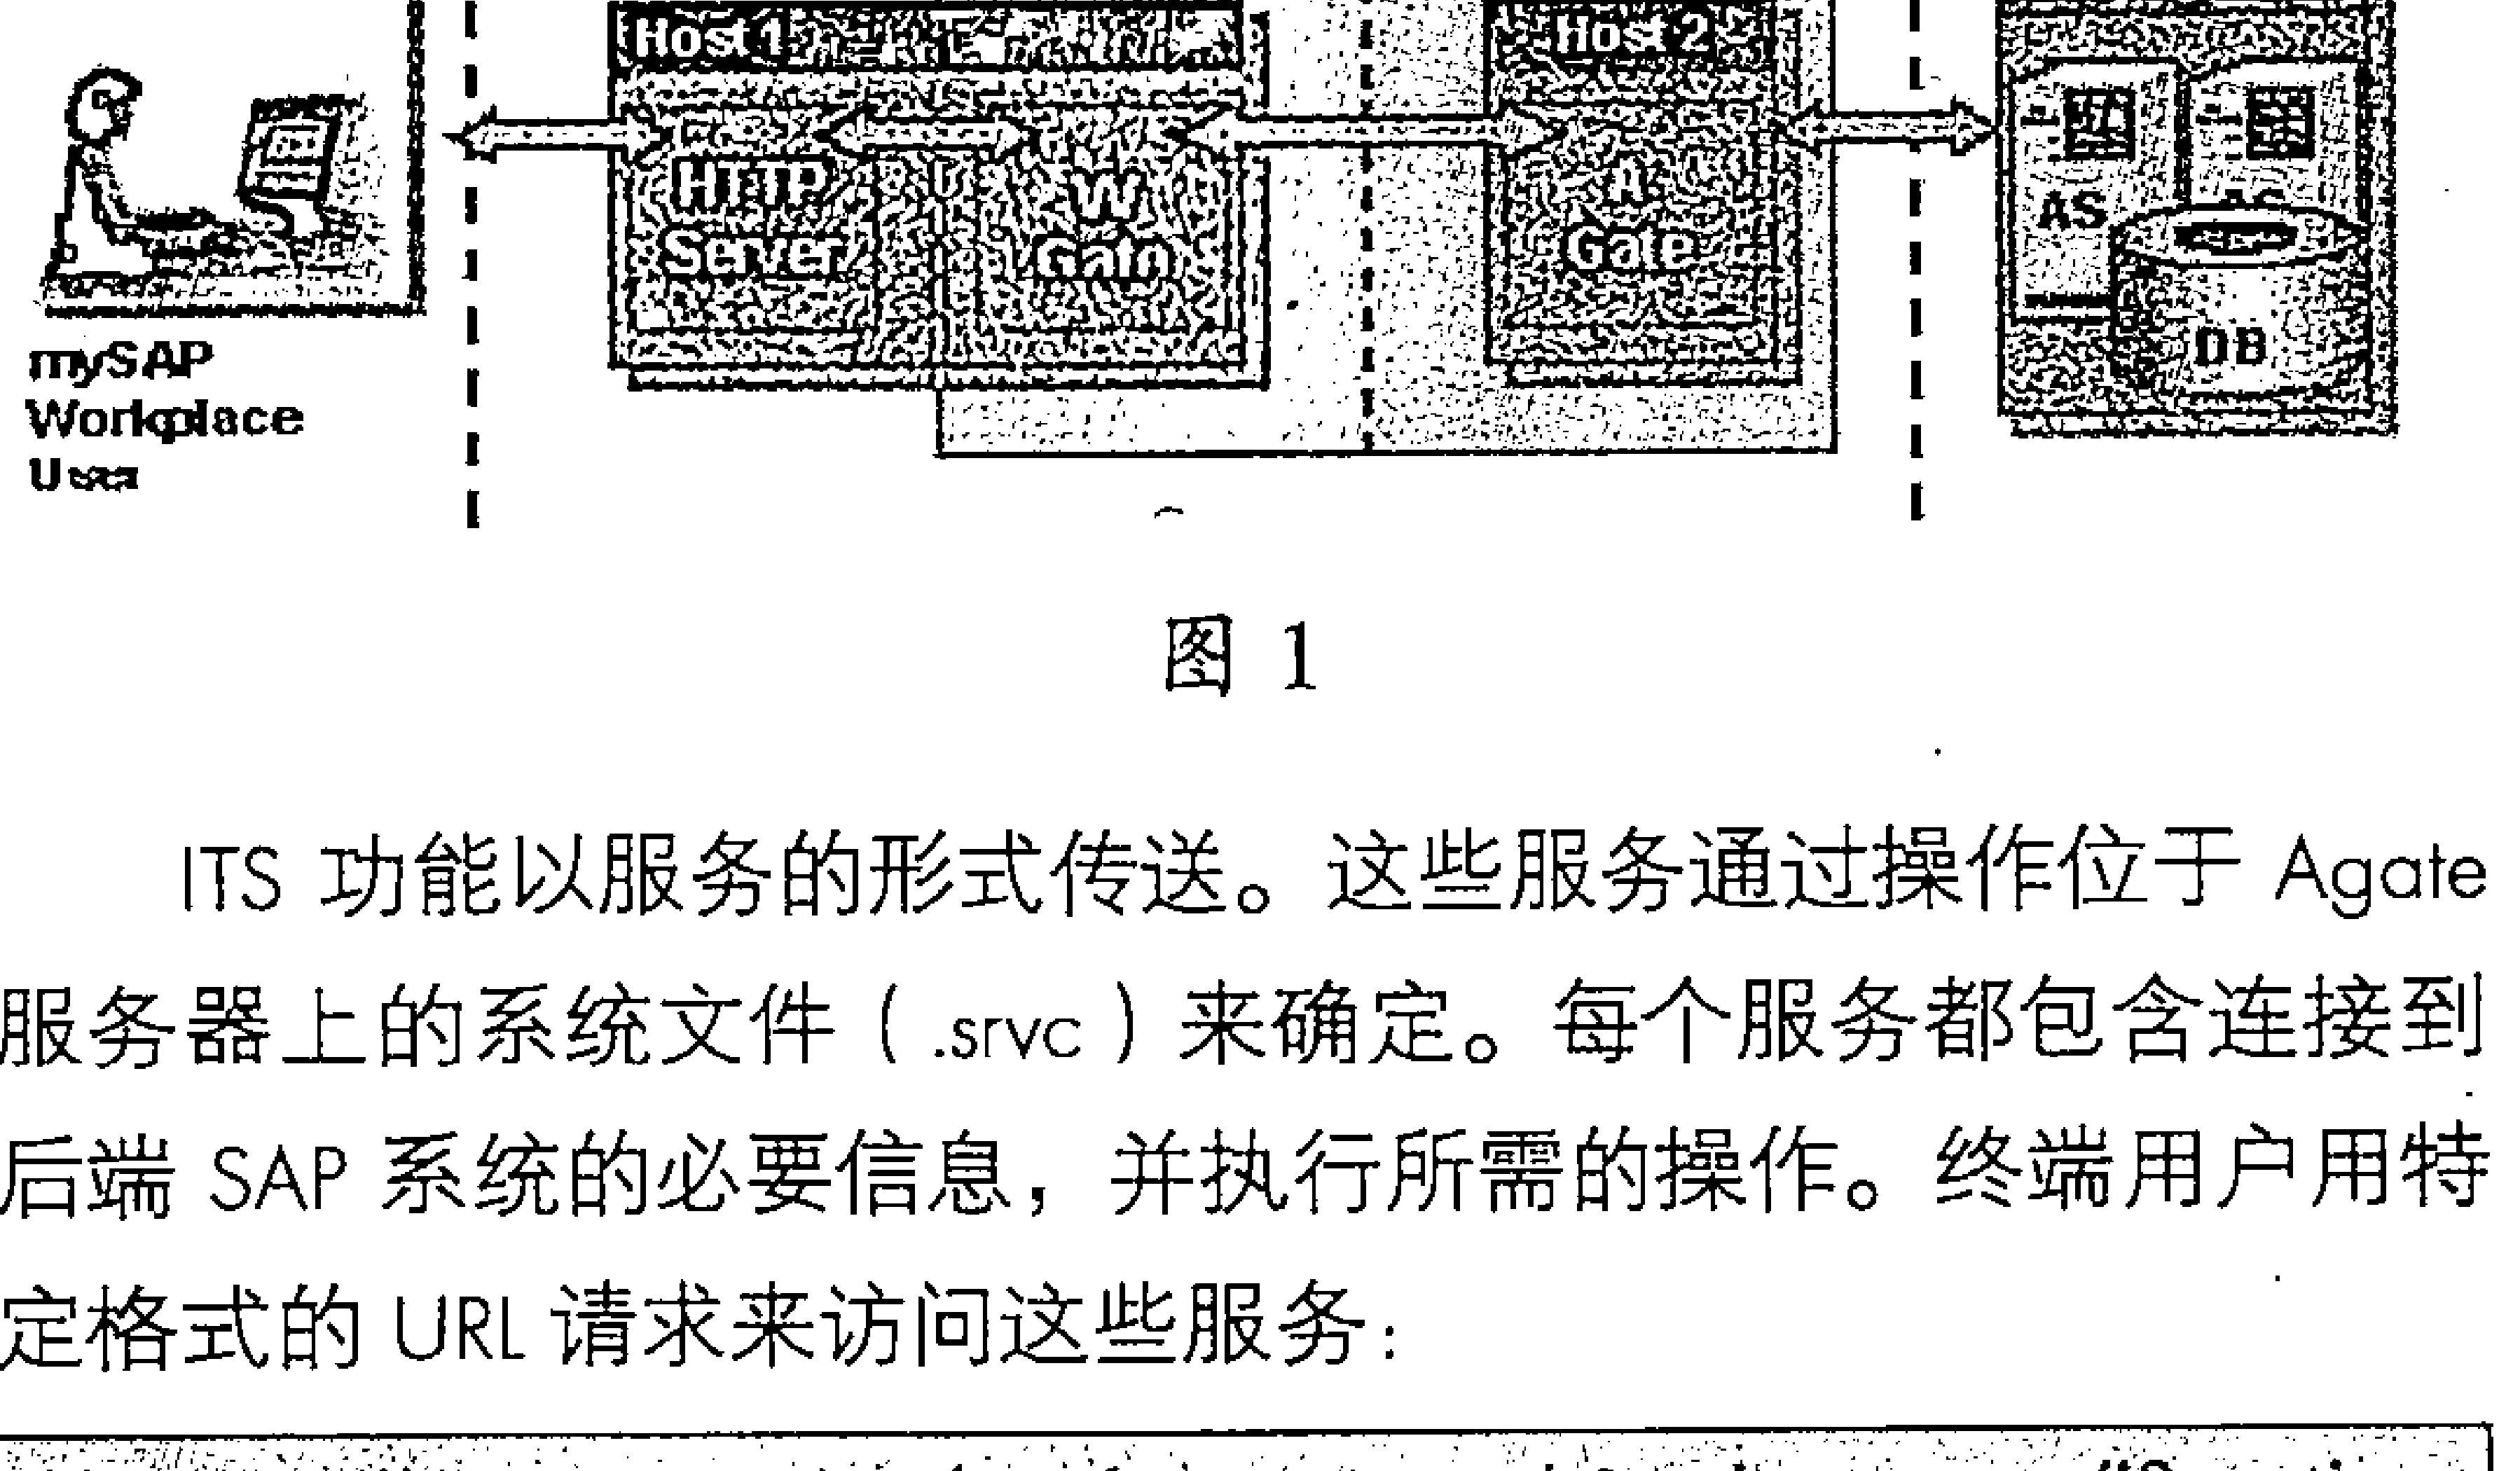 Host 1
Host 2
HTTP
Server
W
Gate
A
Gate
AS
DB
mySAP
Workplace
User
图 1
ITS 功能以服务的形式传送。这些服务通过操作位于 Agate
服务器上的系统文件（.srvc）来确定。每个服务都包含连接到
后端 SAP 系统的必要信息，并执行所需的操作。终端用户用特
定格式的 URL 请求来访问这些服务：